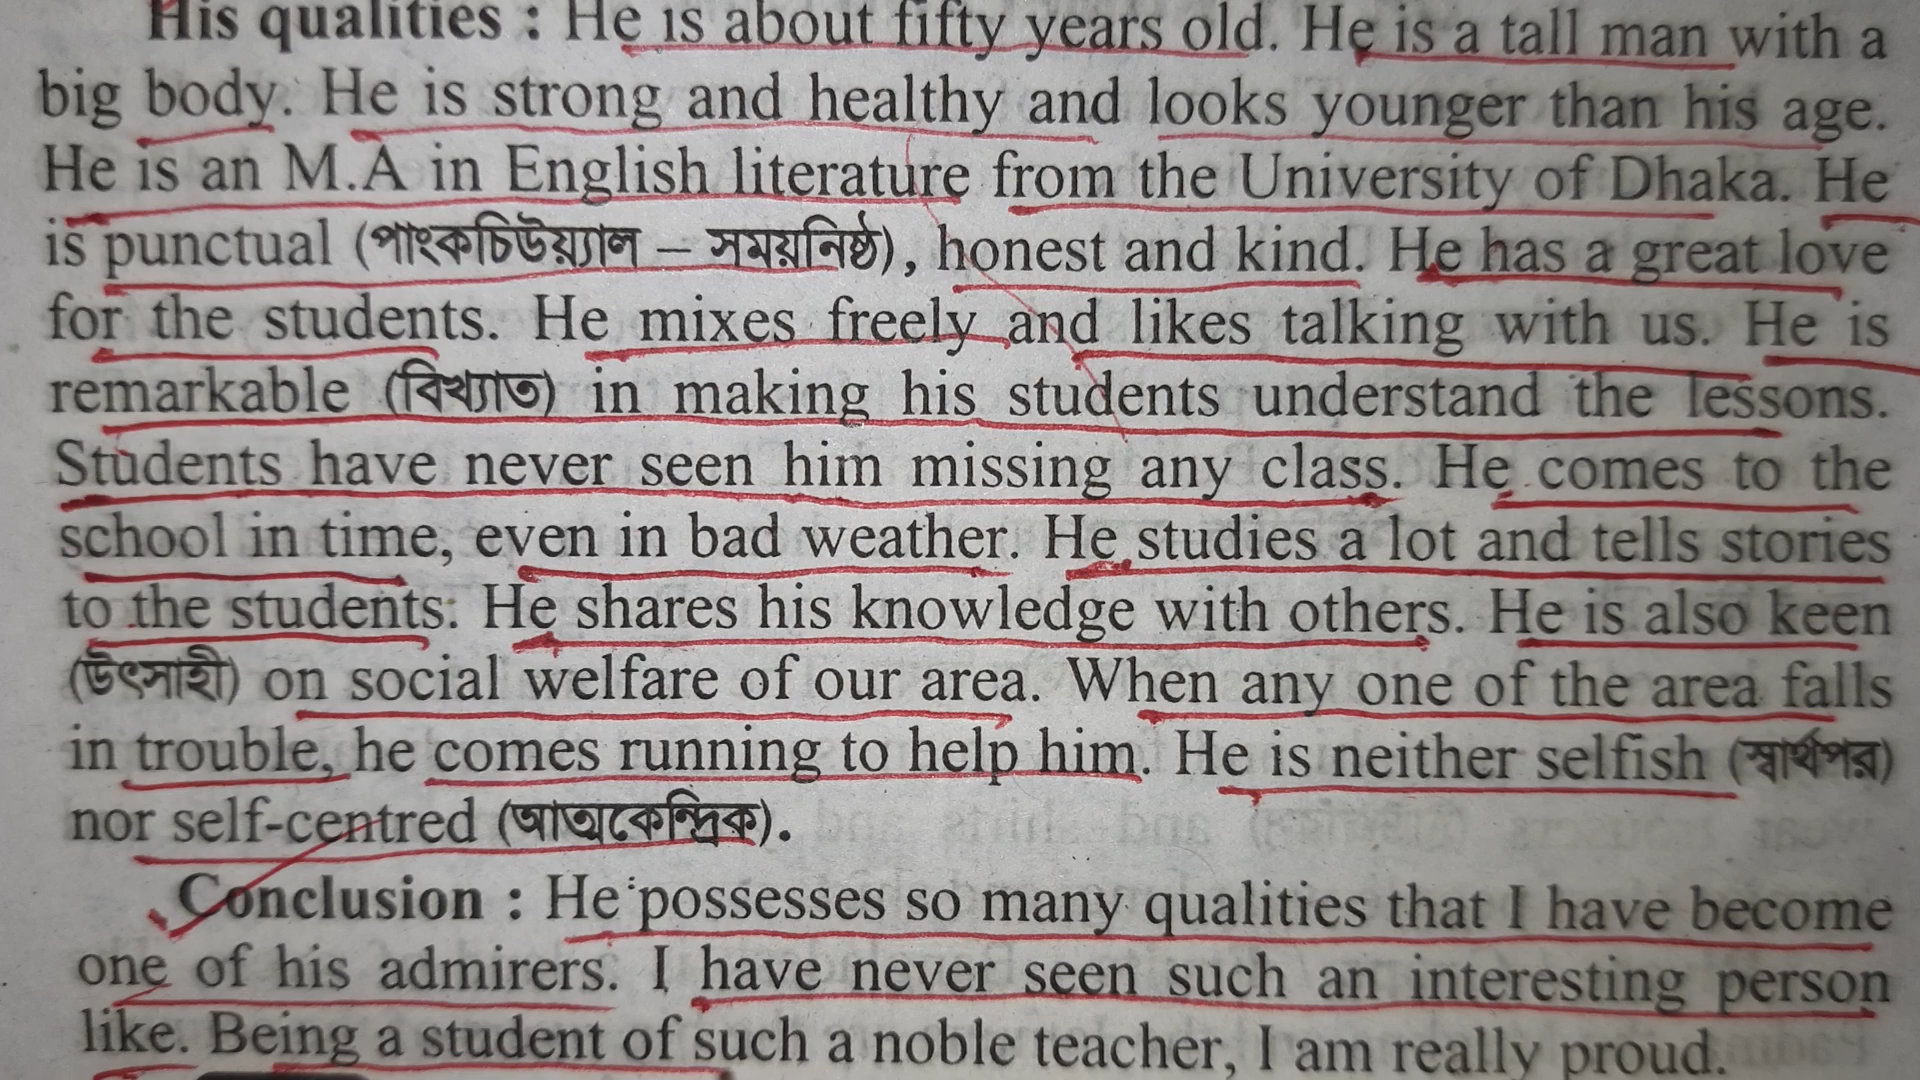 His qualities : He is about fifty years old. He is a tall man with a
big body. He is strong and healthy and looks younger than his age.
He is an M.A in English literature from the University of Dhaka. He
is punctual (পাংকচিউয়্যাল – সময়নিষ্ঠ), honest and kind. He has a great love
for the students. He mixes freely and likes talking with us. He is
remarkable (বিখ্যাত) in making his students understand the lessons.
Students have never seen him missing any class. He comes to the
school in time, even in bad weather. He studies a lot and tells stories
to the students. He shares his knowledge with others. He is also keen
(উৎসাহী) on social welfare of our area. When any one of the area falls
in trouble, he comes running to help him. He is neither selfish (স্বার্থপর)
nor self-centred (আত্মকেন্দ্রিক).
Conclusion : He possesses so many qualities that I have become
one of his admirers. I have never seen such an interesting person
like. Being a student of such a noble teacher, I am really proud.